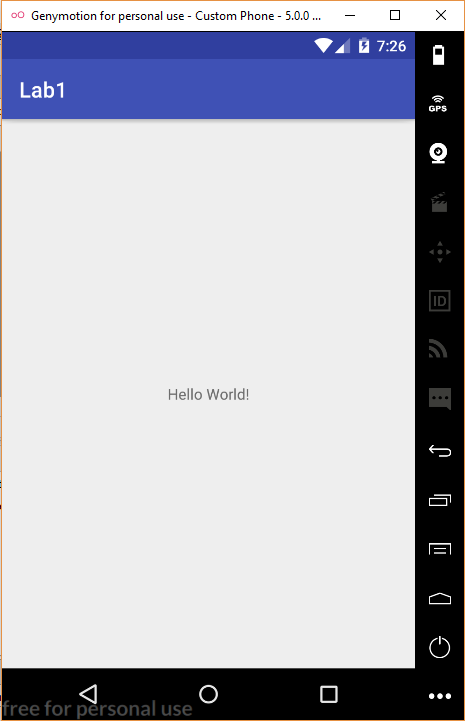 Genymotion for personal use - Custom Phone - 5.0.0 ...
7:26
GPS
Lab1
ID
Hello World!
free for personal use